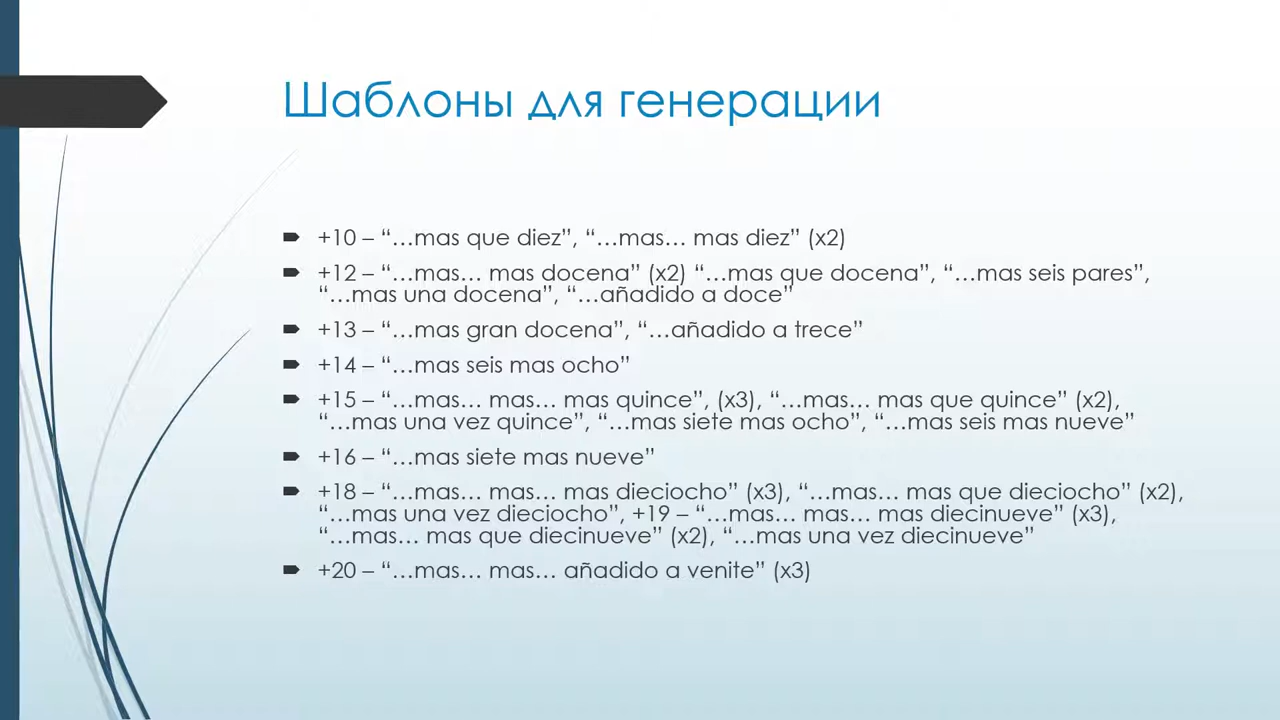 Шаблоны для генерации
+10 – “…mas que diez”, “…mas… mas diez” (x2)
+12 – “…mas… mas docena” (x2) “…mas que docena”, “…mas seis pares”,
“…mas una docena”, “…añadido a doce”
+13 – “…mas gran docena”, “…añadido a trece”
+14 – “…mas seis mas ocho”
+15 – “…mas… mas… mas quince”, (x3), “…mas… mas que quince” (x2),
“…mas una vez quince”, “…mas siete mas ocho”, “…mas seis mas nueve”
+16 – “…mas siete mas nueve”
+18 – “…mas… mas… mas dieciocho” (x3), “…mas… mas que dieciocho” (x2),
“…mas una vez dieciocho”, +19 – “…mas… mas… mas diecinueve” (x3),
“…mas… mas que diecinueve” (x2), “…mas una vez diecinueve”
+20 – “…mas… mas… añadido a venite” (x3)